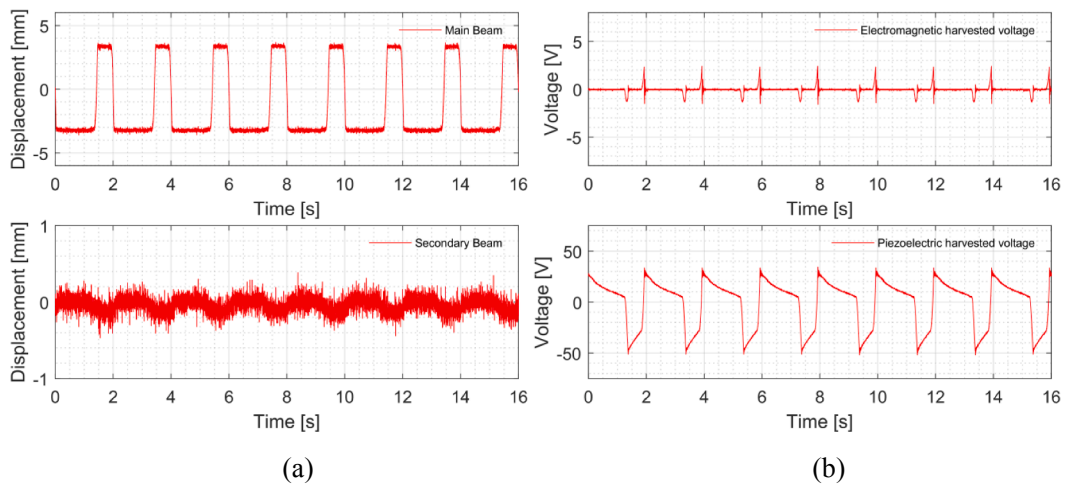 Displacement [mm]
5
0
-5
Main Beam
0 2 4 6 8 10 12 14 16
Time [s]
Voltage [V]
5
0
-5
Electromagnetic harvested voltage
0 2 4 6 8 10 12 14 16
Time [s]
Displacement [mm]
1
0
-1
Secondary Beam
0 2 4 6 8 10 12 14 16
Time [s]
Voltage [V]
50
0
-50
Piezoelectric harvested voltage
0 2 4 6 8 10 12 14 16
Time [s]
(a)
(b)